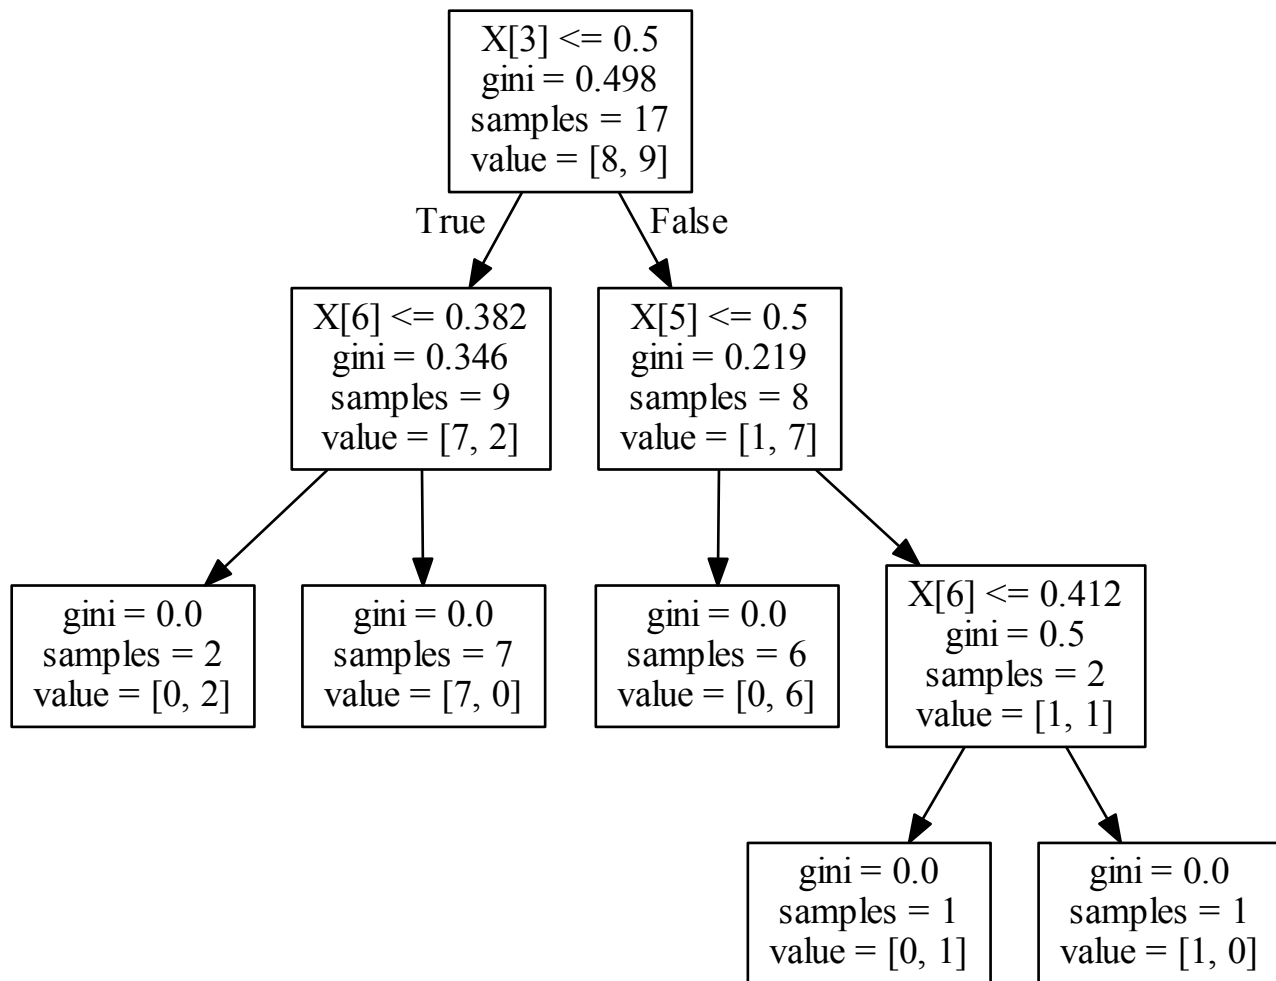 X[3] <= 0.5
gini = 0.498
samples = 17
value = [8, 9]
True
False
X[6] <= 0.382
gini = 0.346
samples = 9
value = [7, 2]
X[5] <= 0.5
gini = 0.219
samples = 8
value = [1, 7]
gini = 0.0
samples = 2
value = [0, 2]
gini = 0.0
samples = 7
value = [7, 0]
gini = 0.0
samples = 6
value = [0, 6]
X[6] <= 0.412
gini = 0.5
samples = 2
value = [1, 1]
gini = 0.0
samples = 1
value = [0, 1]
gini = 0.0
samples = 1
value = [1, 0]